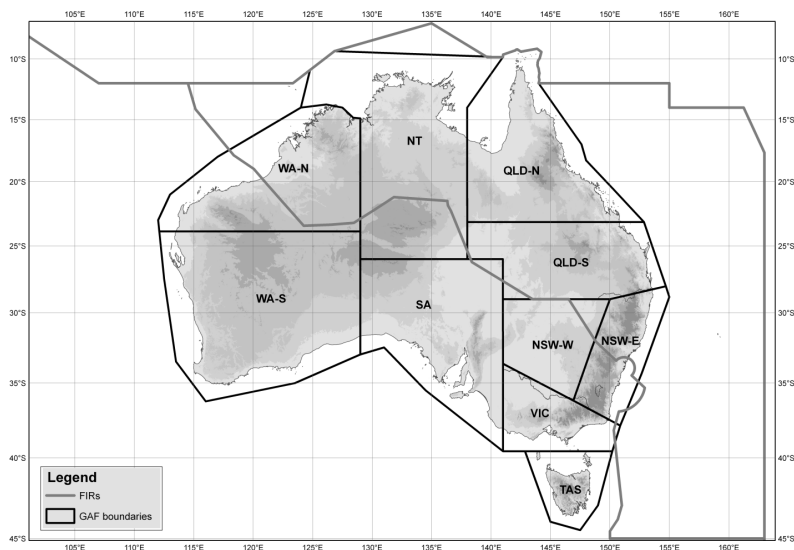 105°E 110°E 115°E 120°E 125°E 130°E 135°E 140°E 145°E 150°E 155°E 160°E
10°S 10°S
15°S 15°S
NT
WA-N QLD-N
20°S 20°S
25°S 25°S
QLD-S
WA-S SA
30°S 30°S
NSW-W NSW-E
35°S 35°S
VIC
40°S 40°S
Legend
FIRs
TAS
GAF boundaries
45°S 45°S
105°E 110°E 115°E 120°E 125°E 130°E 135°E 140°E 145°E 150°E 155°E 160°E